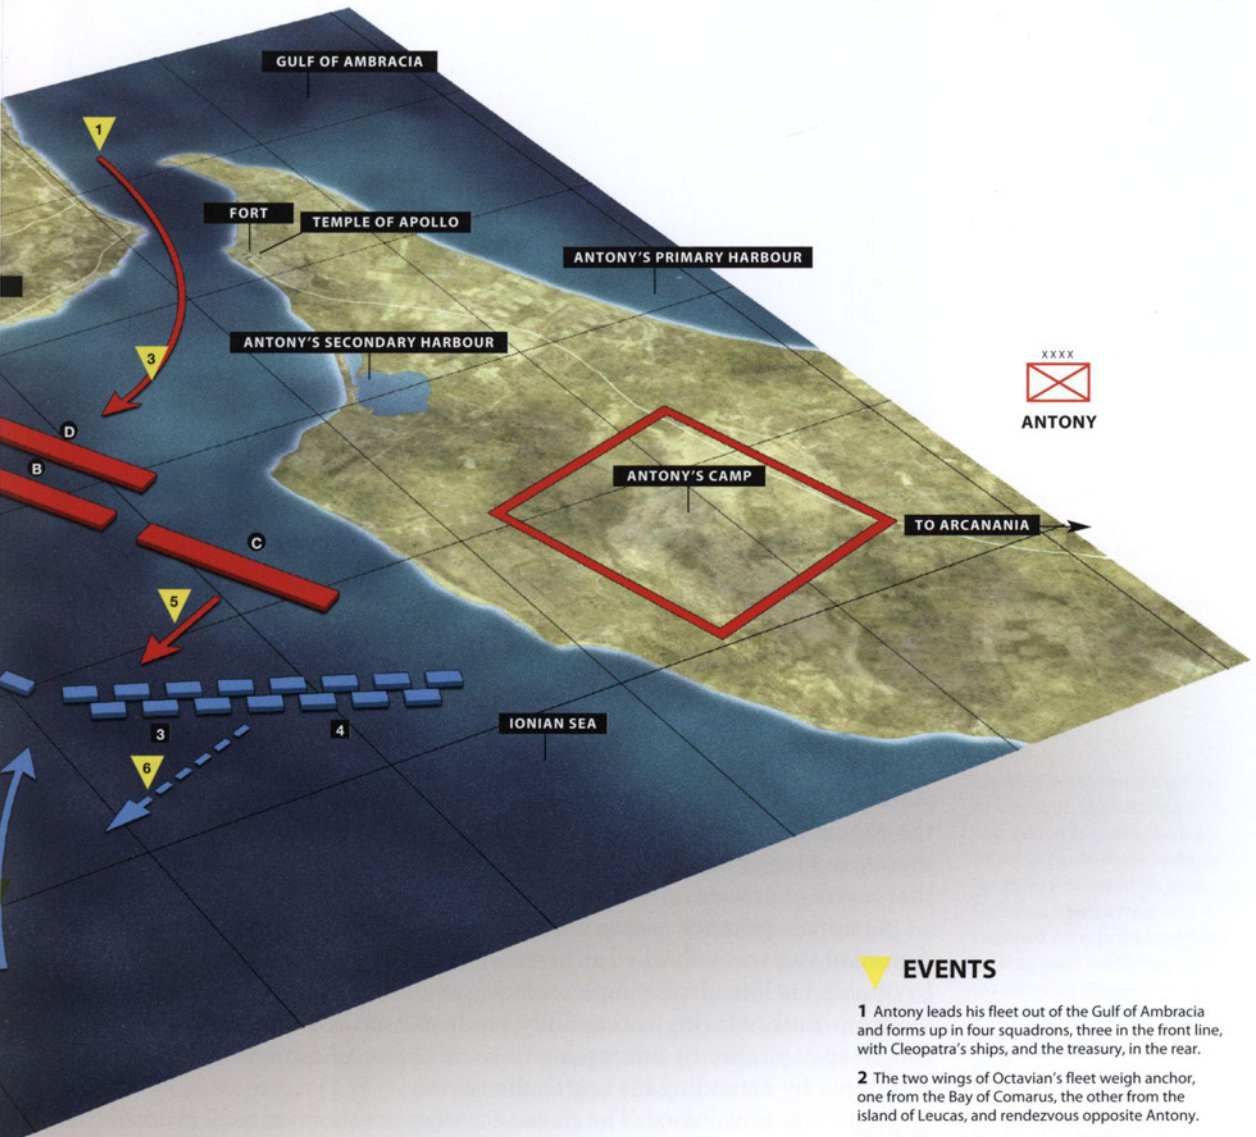 GULF OF AMBRACIA
1
FORT
TEMPLE OF APOLLO
ANTONY'S PRIMARY HARBOUR
ANTONY'S SECONDARY HARBOUR
3
XXXX
ANTONY
D
B
ANTONY'S CAMP
TO ARCANANIA
C
5
IONIAN SEA
3
4
6
EVENTS
1 Antony leads his fleet out of the Gulf of Ambracia
and forms up in four squadrons, three in the front line,
with Cleopatra's ships, and the treasury, in the rear.
2 The two wings of Octavian's fleet weigh anchor,
one from the Bay of Comarus, the other from the
island of Leucas, and rendezvous opposite Antony.